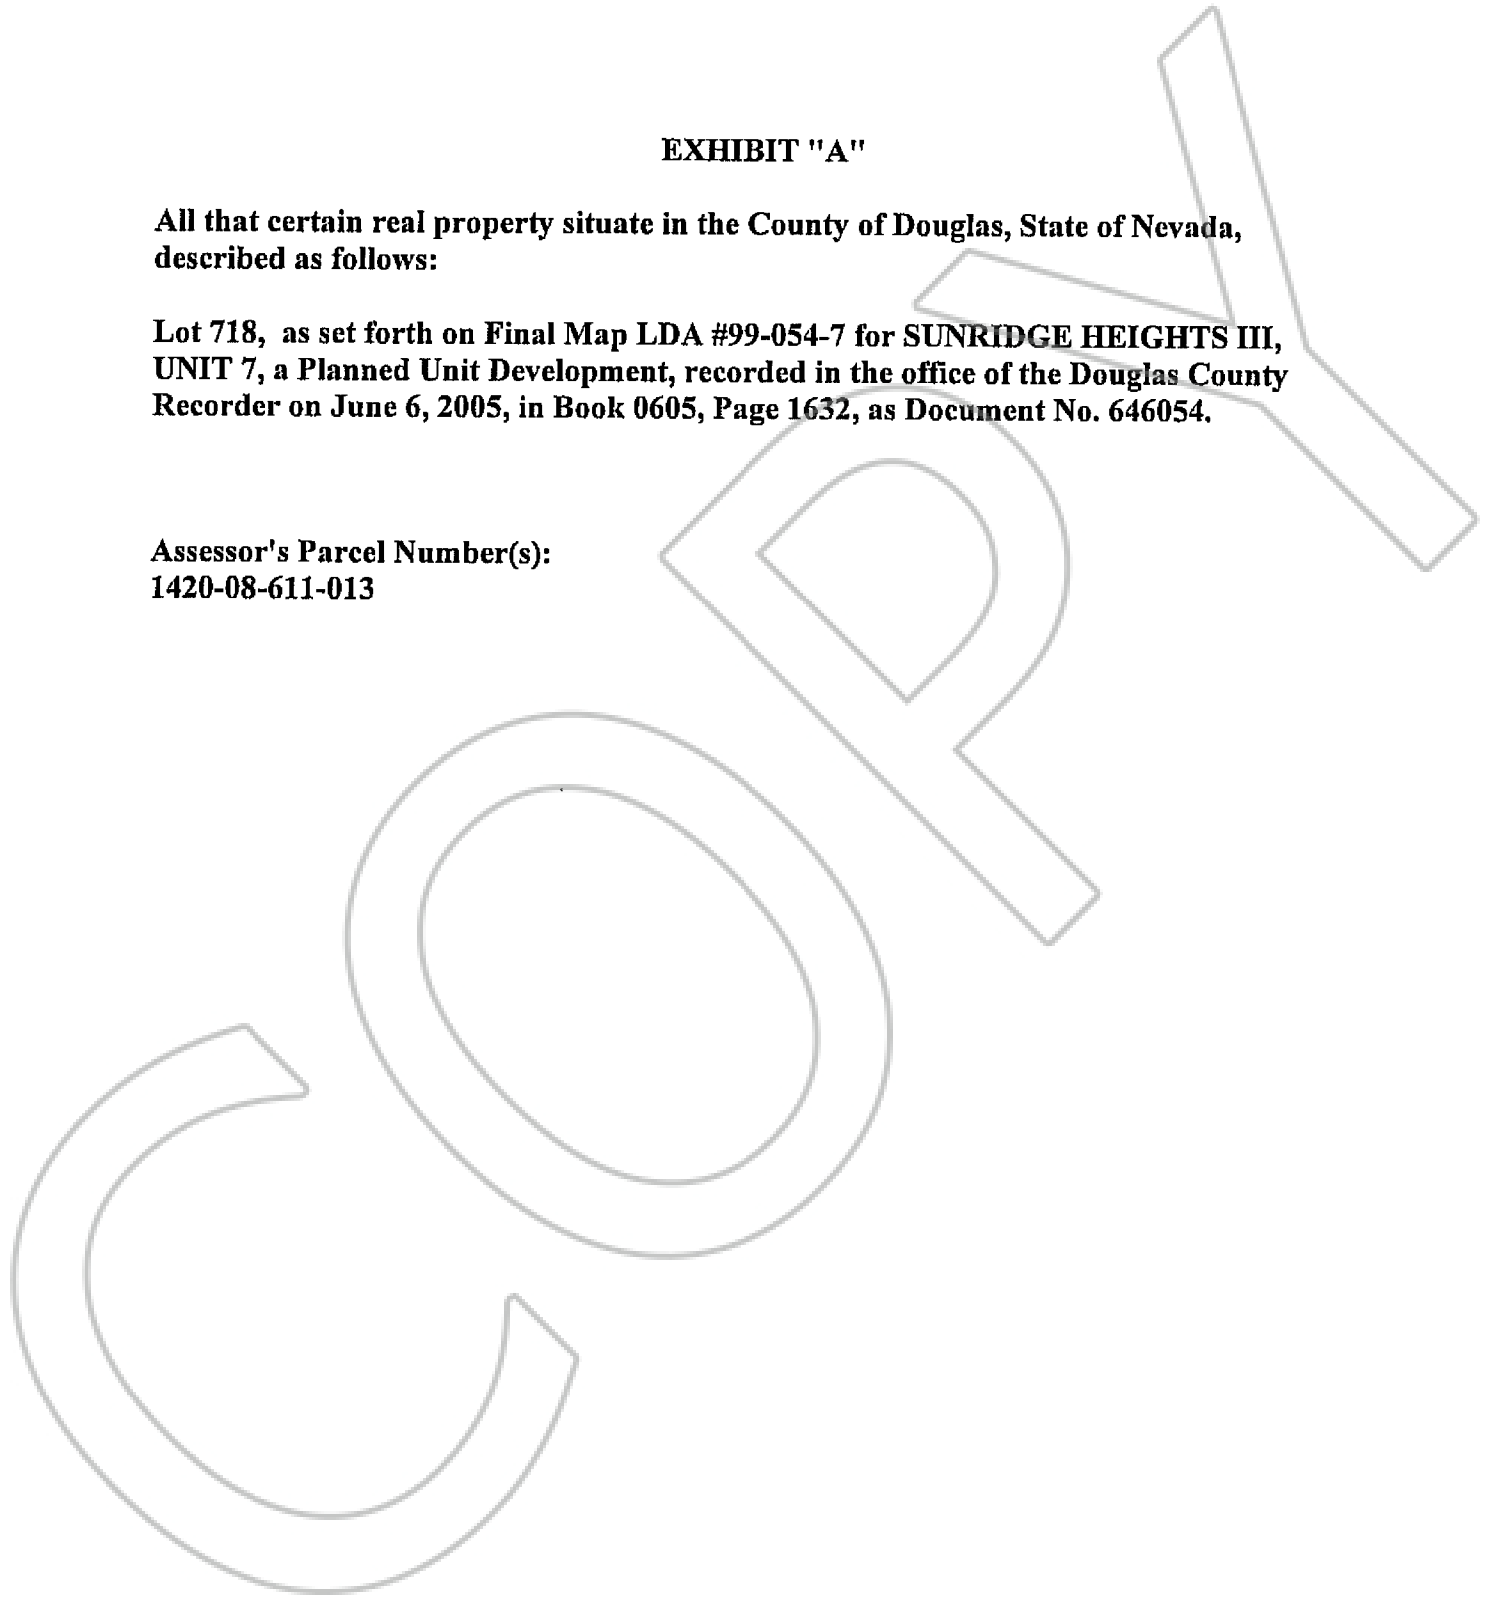 EXHIBIT "A"
All that certain real property situate in the County of Douglas, State of Nevada,
described as follows:
Lot 718, as set forth on Final Map LDA #99-054-7 for SUNRIDGE HEIGHTS III,
UNIT 7, a Planned Unit Development, recorded in the office of the Douglas County
Recorder on June 6, 2005, in Book 0605, Page 1632, as Document No. 646054.
Assessor's Parcel Number(s):
1420-08-611-013
COPY